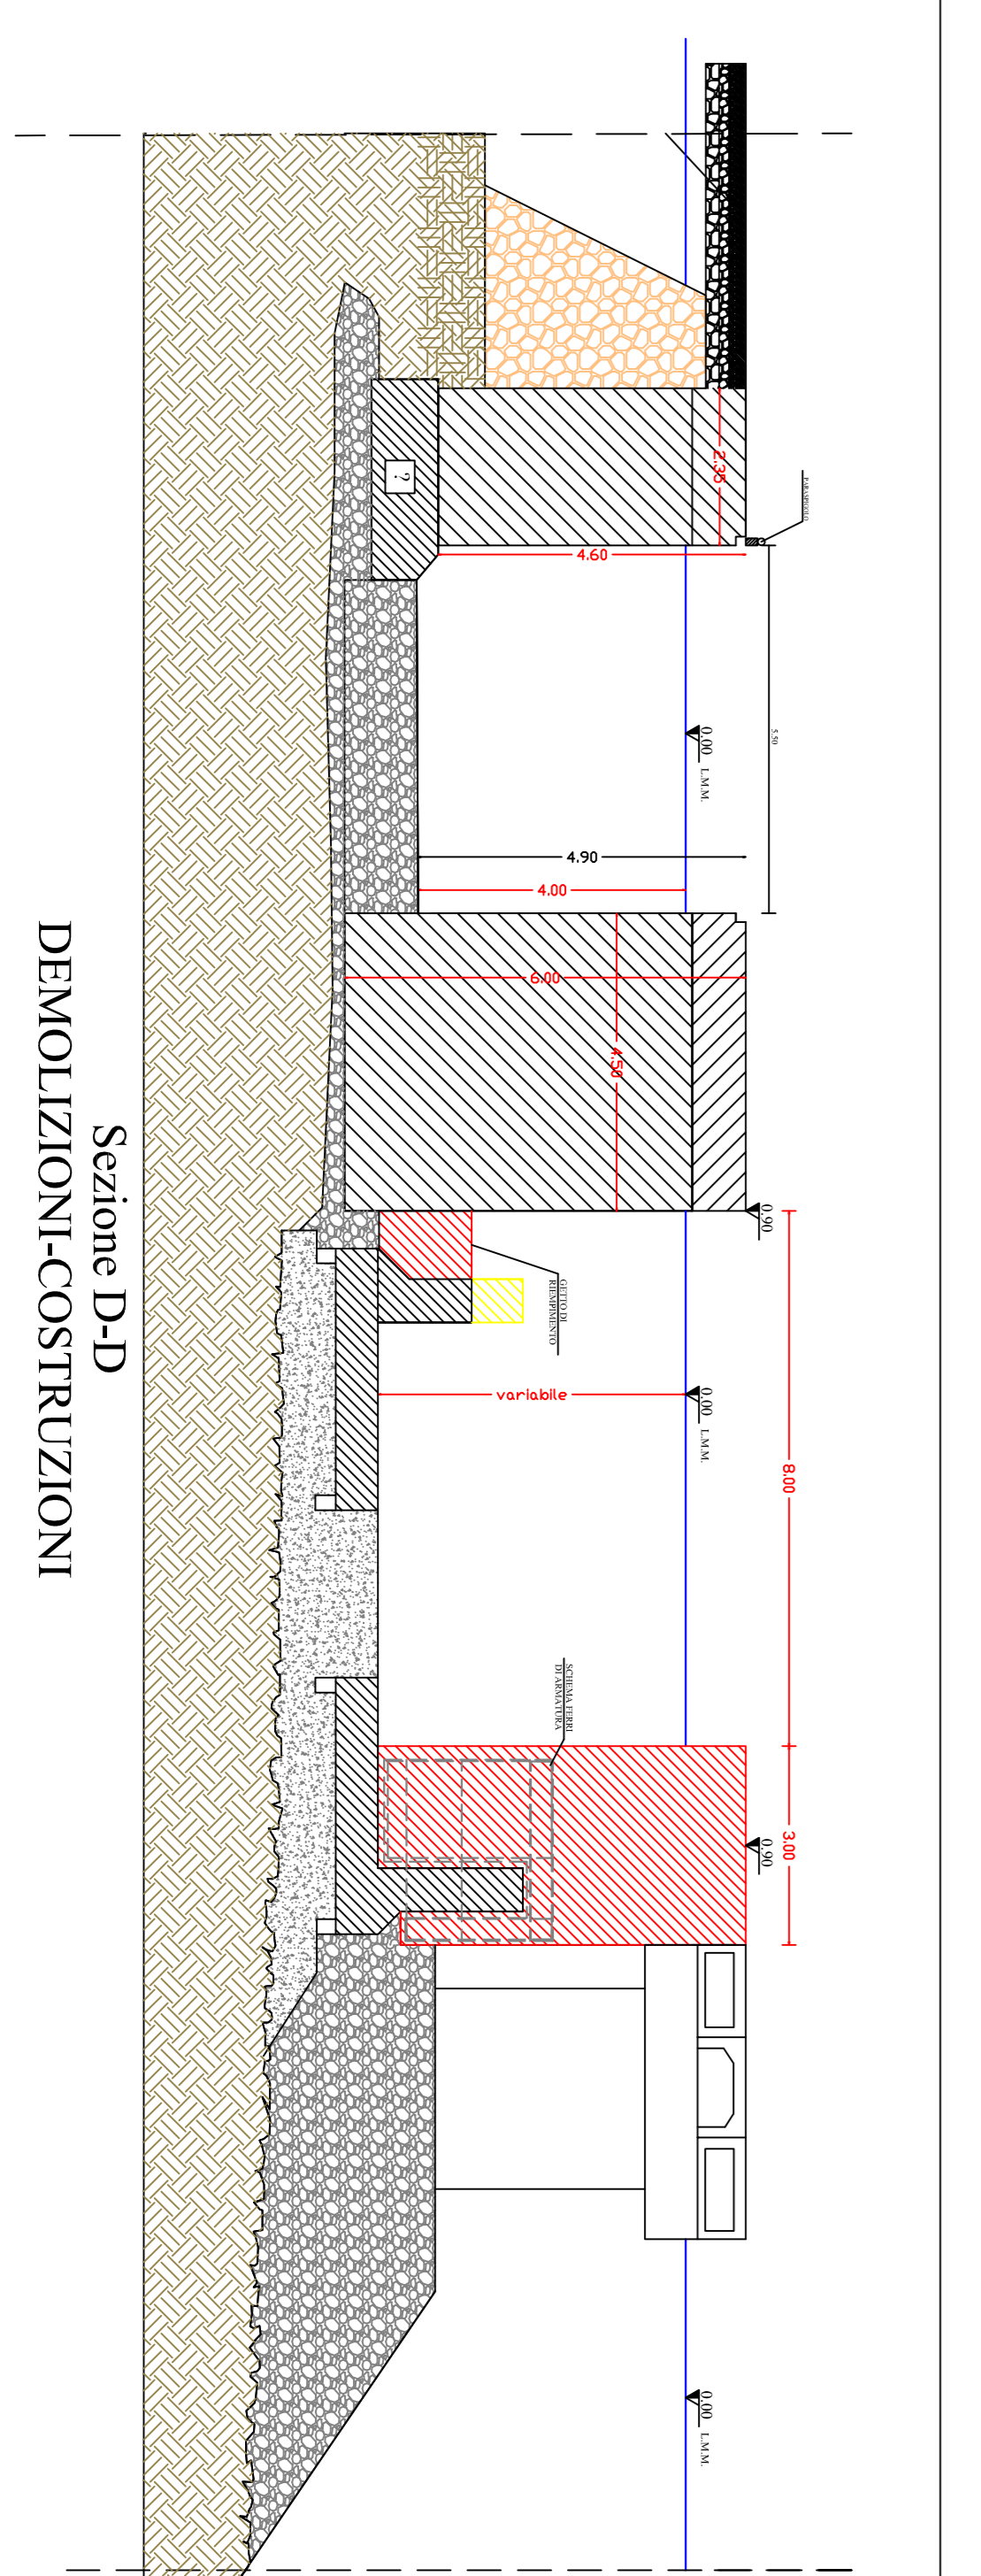 PARASPIGOLO
2.35
4.60
?
5.50
0.00 L.M.M.
4.90
4.00
6.00
4.50
0.90
GETTO DI
RIEMPIMENTO
variabile
0.00 L.M.M.
8.00
SCHEMA FERRI
DI ARMATURA
3.00
0.90
0.00 L.M.M.
Sezione D-D
DEMOLIZIONI-COSTRUZIONI